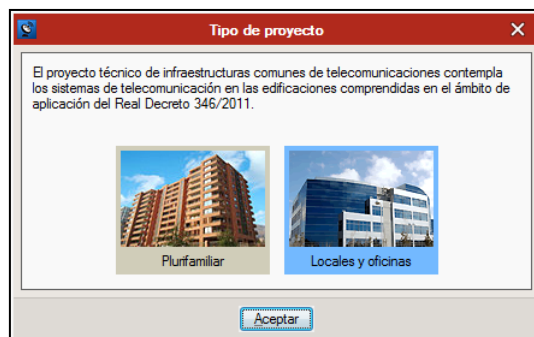 Tipo de proyecto
El proyecto técnico de infraestructuras comunes de telecomunicaciones contempla
los sistemas de telecomunicación en las edificaciones comprendidas en el ámbito de
aplicación del Real Decreto 346/2011.
Plurifamiliar
Locales y oficinas
Aceptar